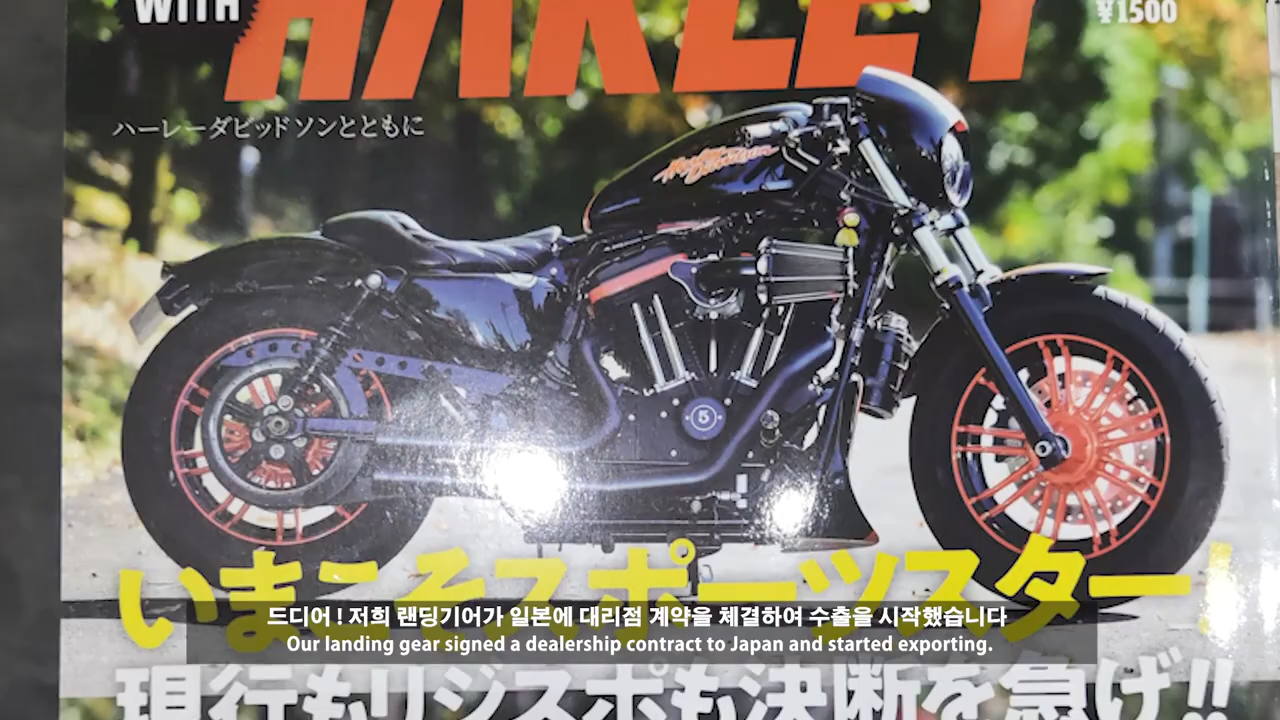 WITH
HARLEY
¥1500
ハーレーダビッドソンとともに
Harley-Davidson
5
いまこそスポーツスター!
드디어 ! 저희 랜딩기어가 일본에 대리점 계약을 체결하여 수출을 시작했습니다
Our landing gear signed a dealership contract to Japan and started exporting.
現行もリジスポも決断を急げ!!